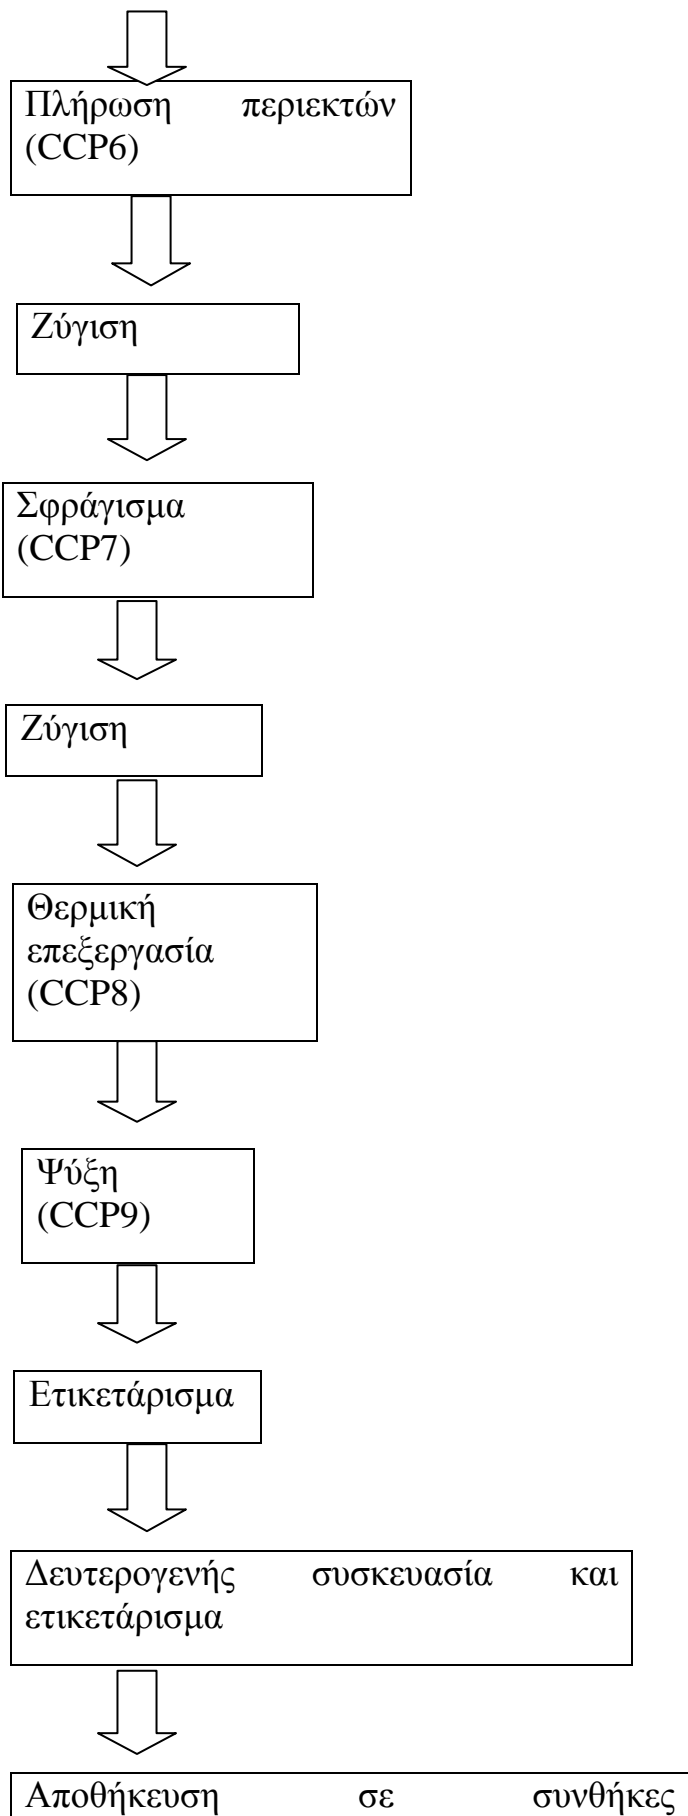 Πλήρωση περιεκτών
(CCP6)
Ζύγιση
Σφράγισμα
(CCP7)
Ζύγιση
Θερμική
επεξεργασία
(CCP8)
Ψύξη
(CCP9)
Ετικετάρισμα
Δευτερογενής συσκευασία και
ετικετάρισμα
Αποθήκευση σε συνθήκες